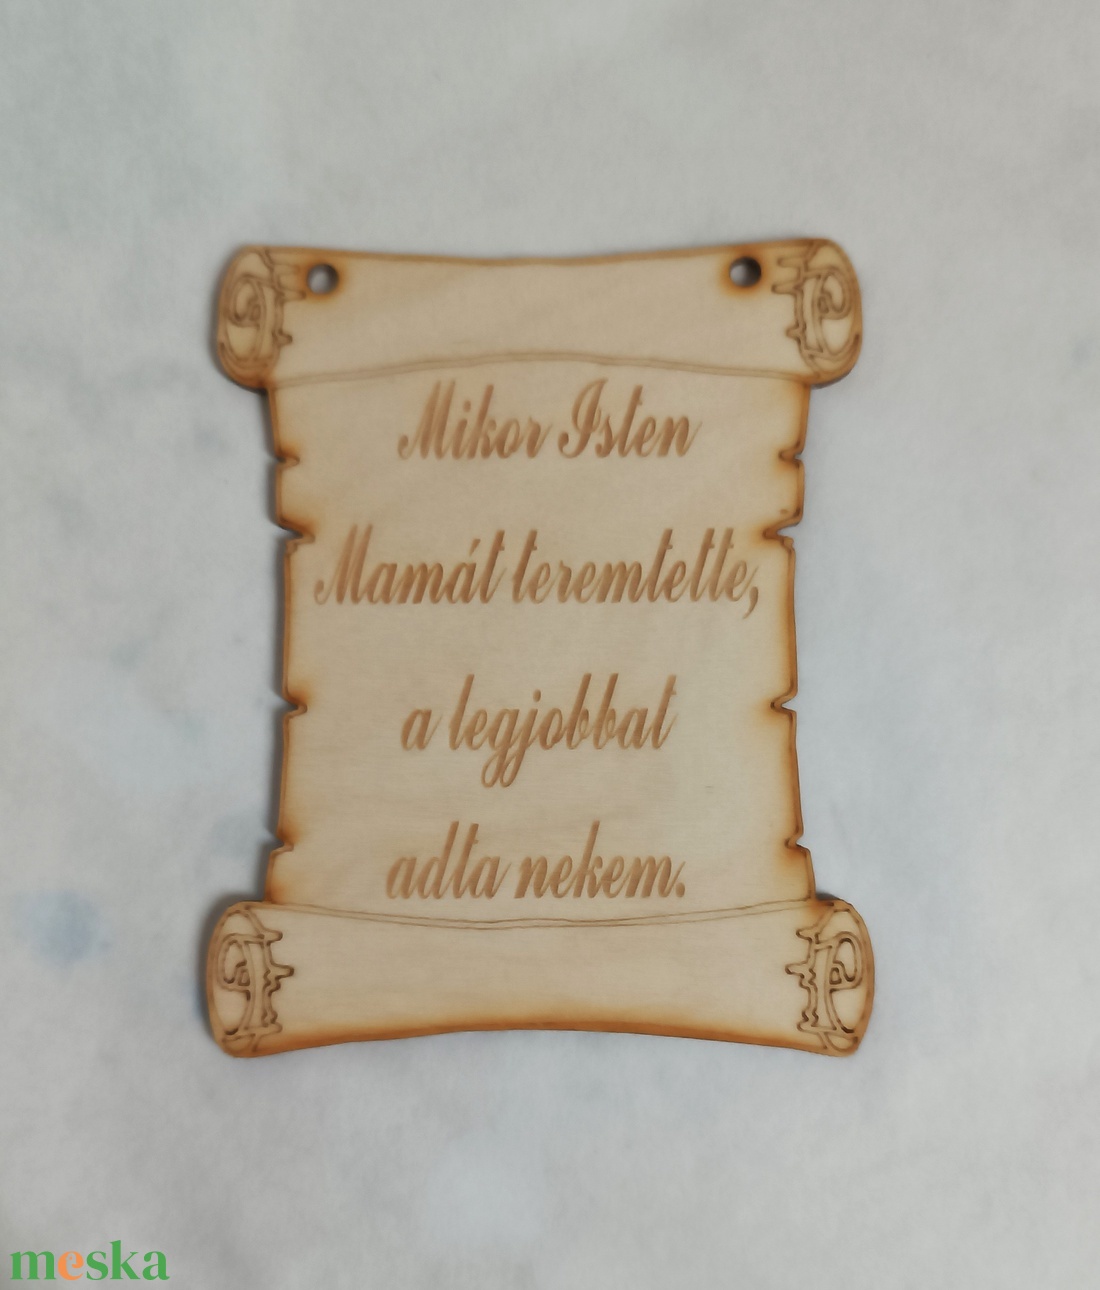 Mikor Isten
Mamát teremtette,
a legjobbat
adta nekem.
meska